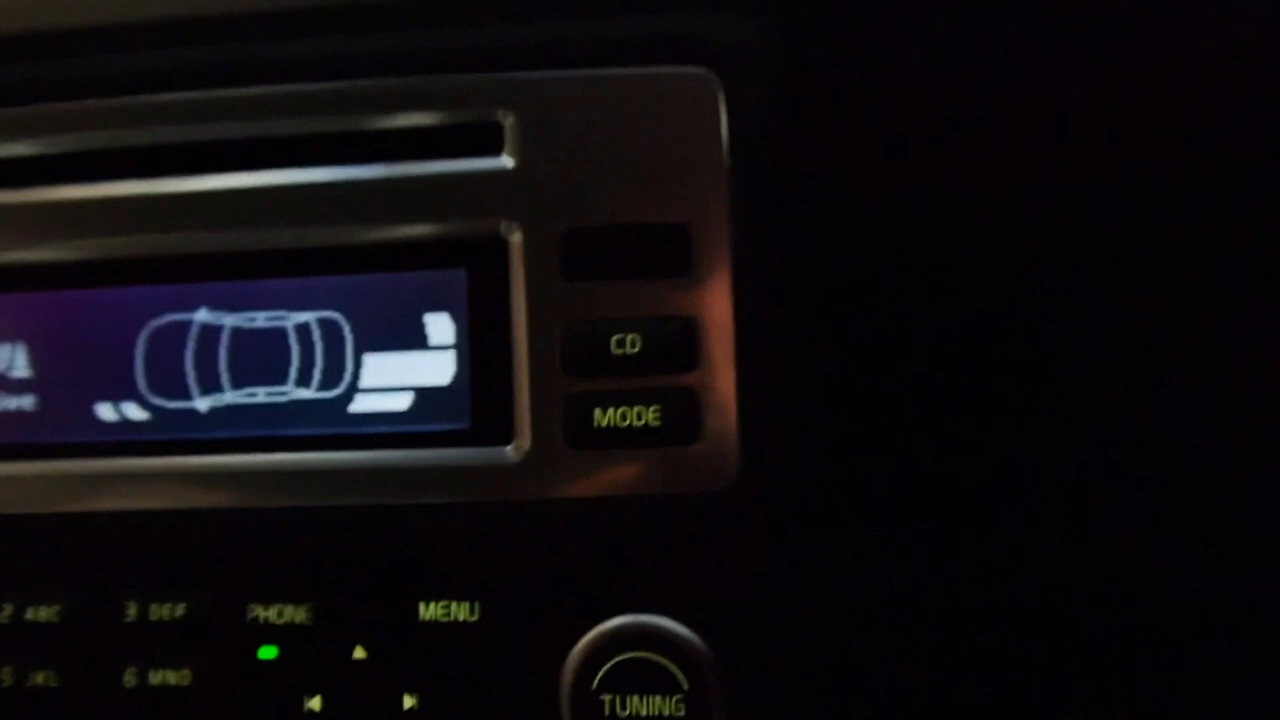 CD
MODE
2 ABC
3 DEF
PHONE
MENU
5 JKL
6 MNO
TUNING